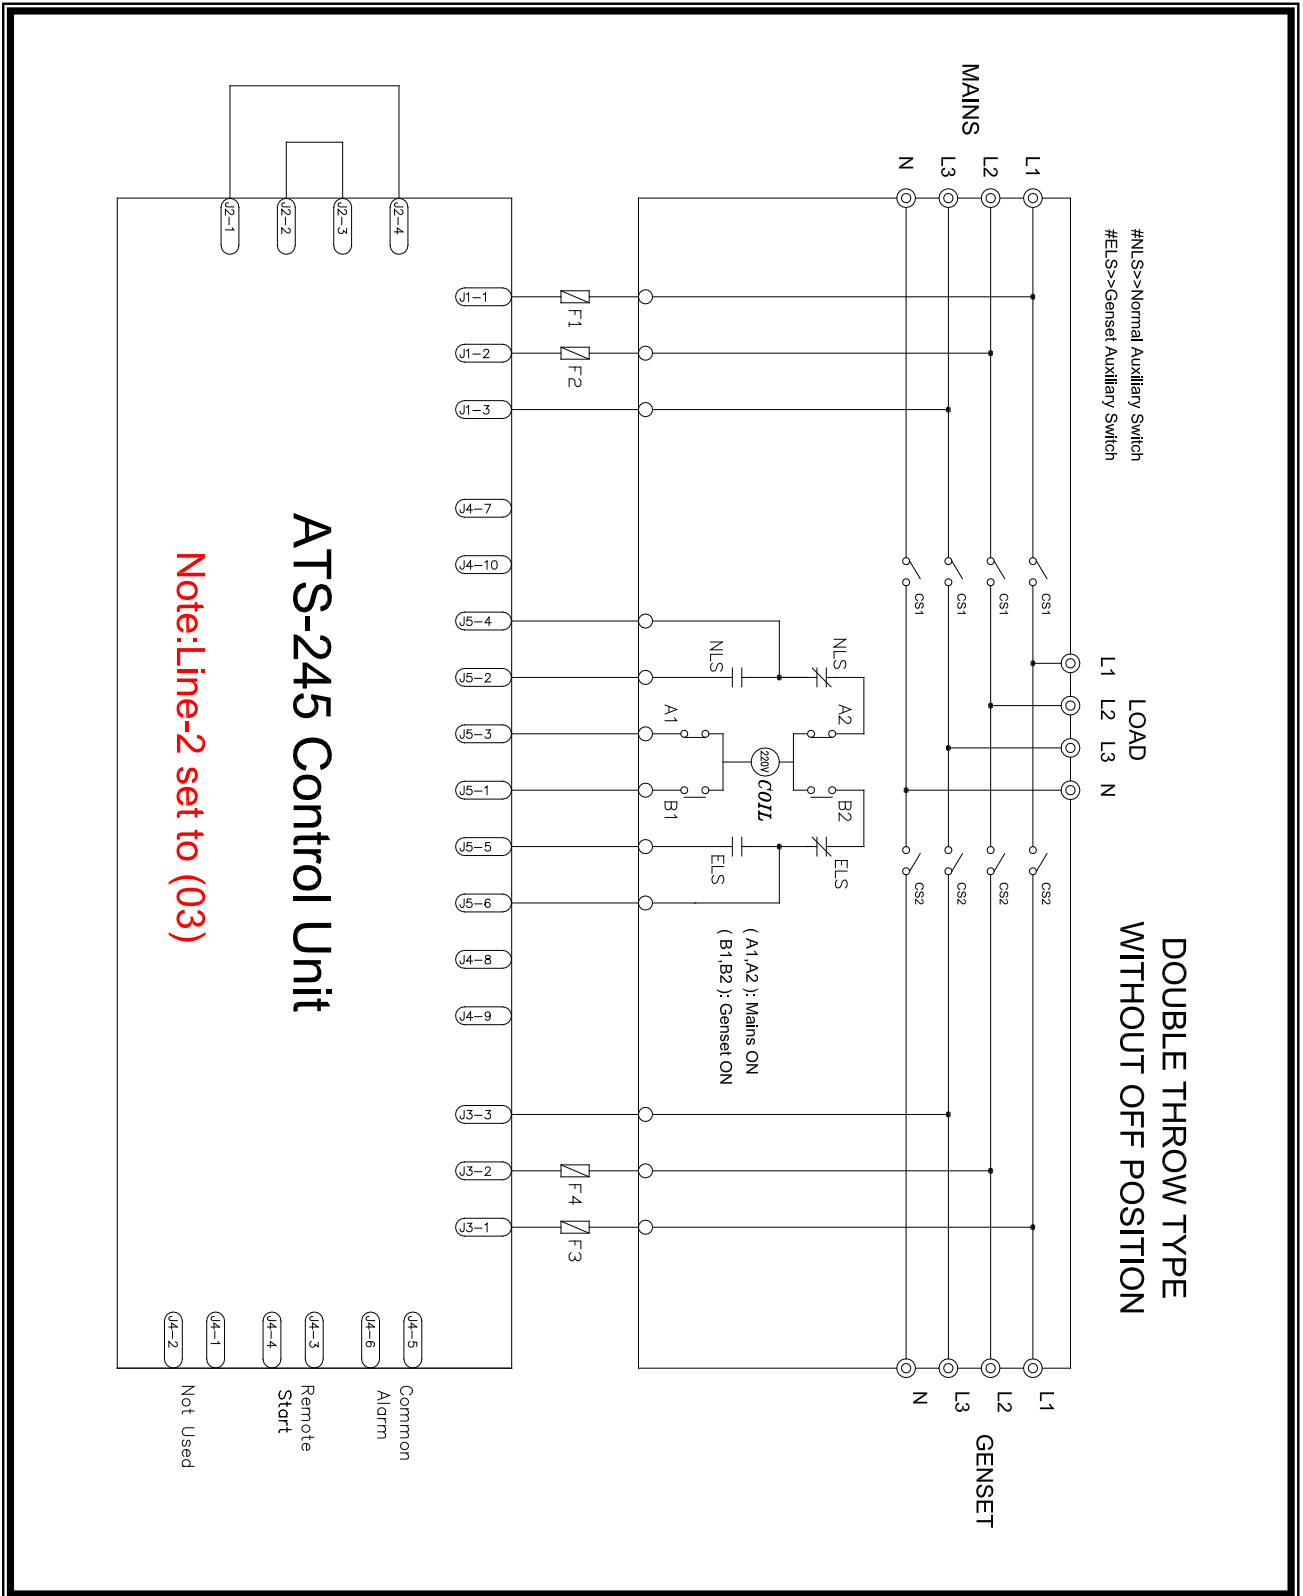 DOUBLE THROW TYPE
WITHOUT OFF POSITION
#NLS>>Normal Auxiliary Switch
#ELS>>Genset Auxiliary Switch
LOAD
L1 L2 L3 N
MAINS
L1
L2
L3
N
CS1
CS1
CS1
CS1
CS2
CS2
CS2
CS2
GENSET
L1
L2
L3
N
NLS A2 B2 ELS
220V COIL
NLS A1 B1 ELS
( A1,A2 ): Mains ON
( B1,B2 ): Genset ON
F1 F2 F4 F3
J1-1 J1-2 J1-3 J4-7 J4-10 J5-4 J5-2 J5-3 J5-1 J5-5 J5-6 J4-8 J4-9 J3-3 J3-2 J3-1
J2-4
J2-3
J2-2
J2-1
ATS-245 Control Unit
Note:Line-2 set to (03)
J4-5 Common
J4-6 Alarm
J4-3 Remote
J4-4 Start
J4-1
J4-2 Not Used